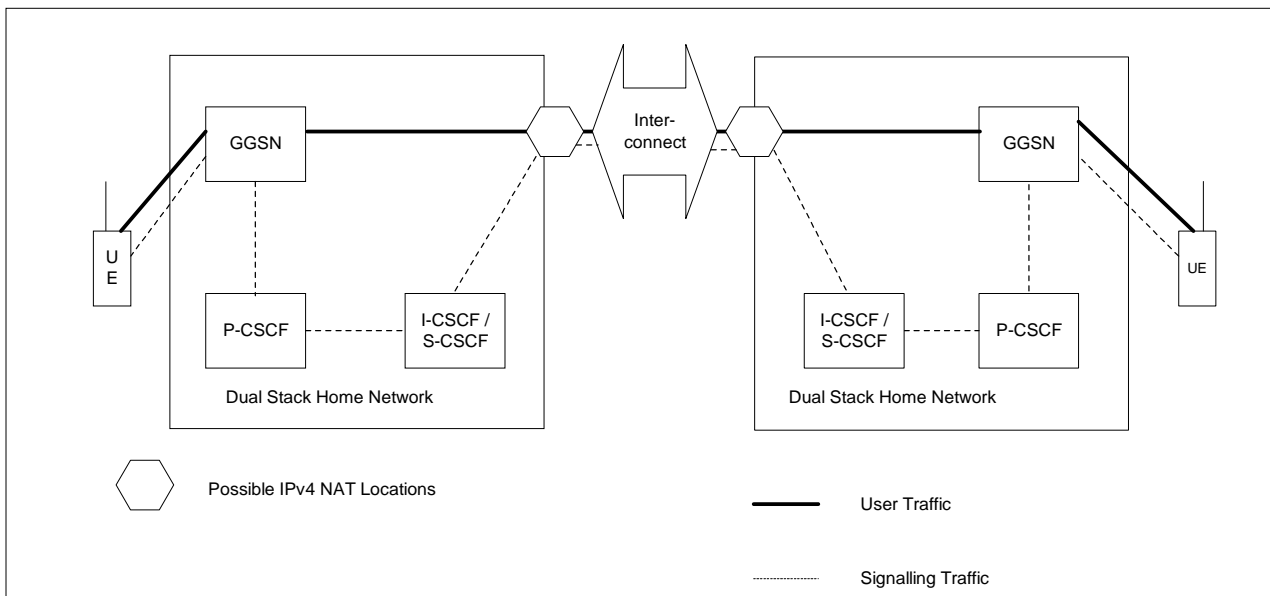 GGSN
Inter-
connect
GGSN
U
E
UE
P-CSCF
I-CSCF /
S-CSCF
I-CSCF /
S-CSCF
P-CSCF
Dual Stack Home Network
Dual Stack Home Network
Possible IPv4 NAT Locations
User Traffic
Signalling Traffic